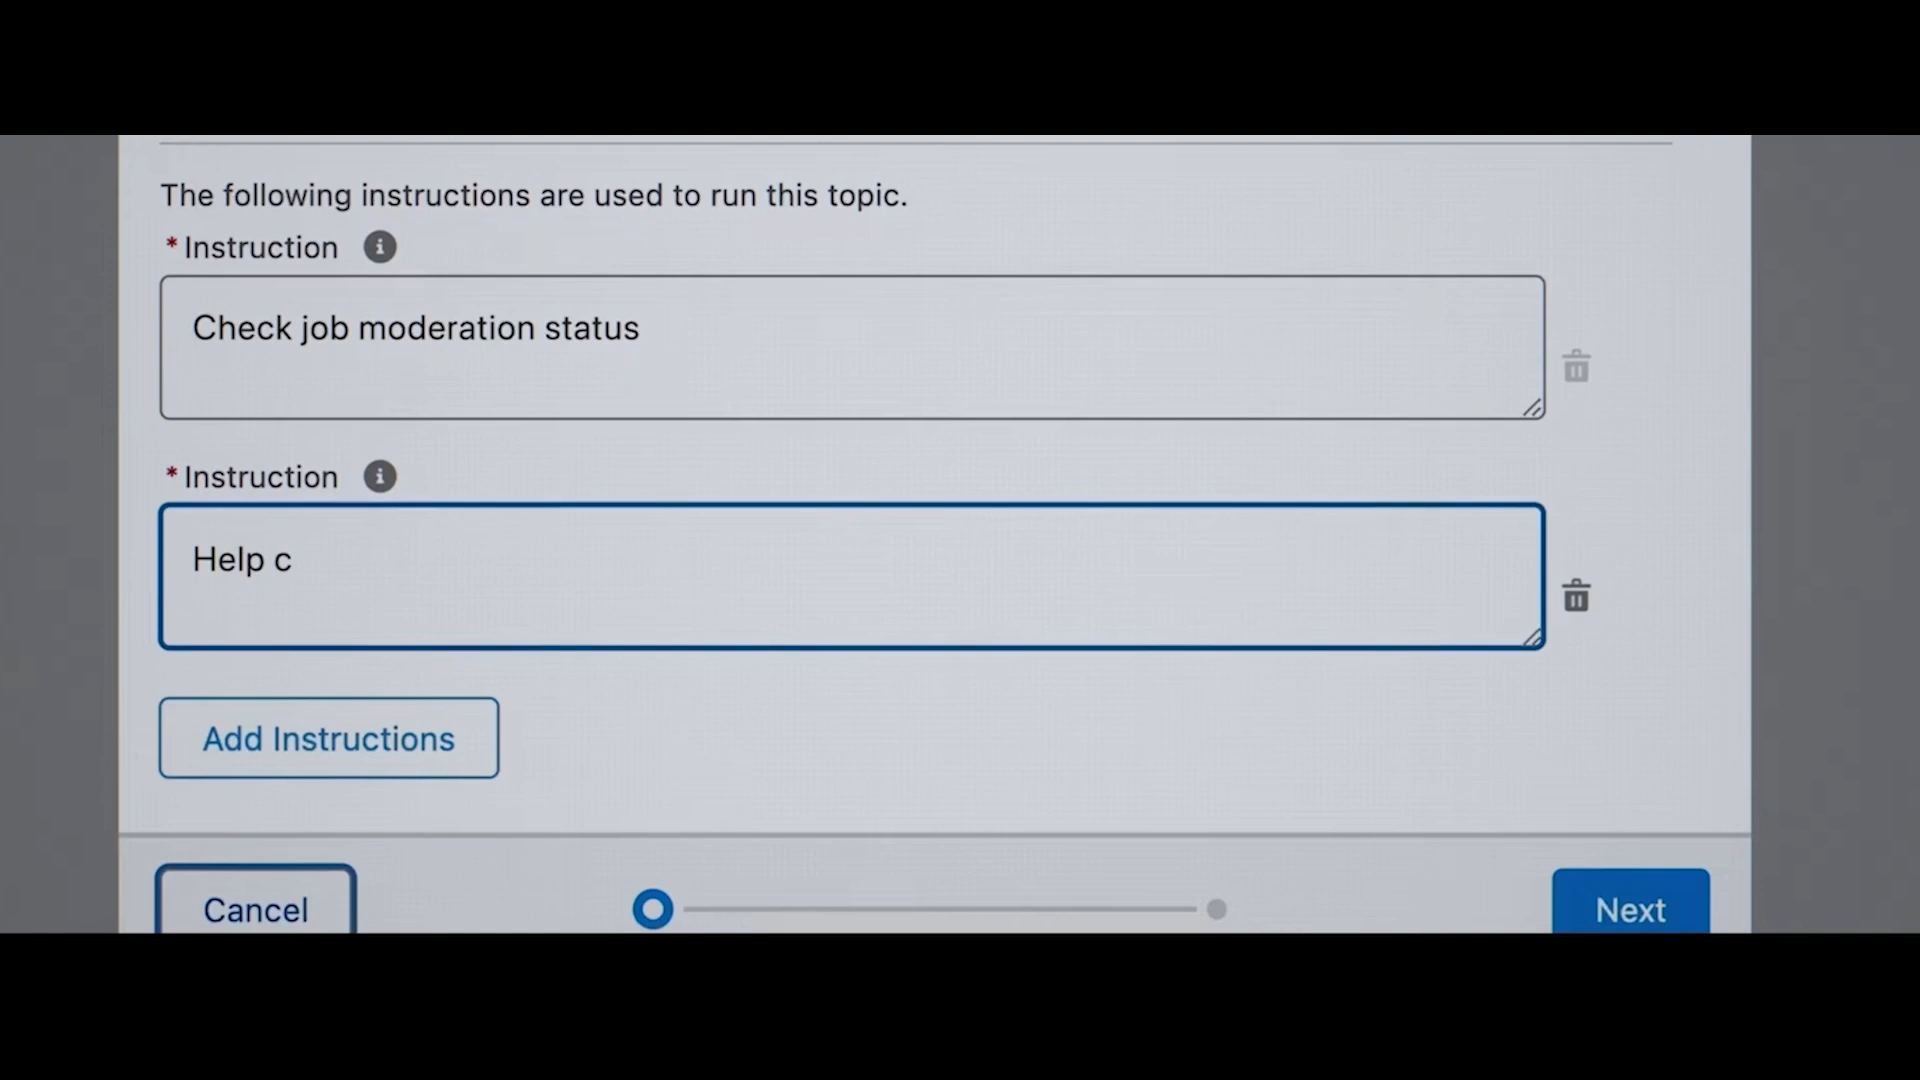 The following instructions are used to run this topic.
* Instruction
Check job moderation status
* Instruction
Help c
Add Instructions
Cancel
Next